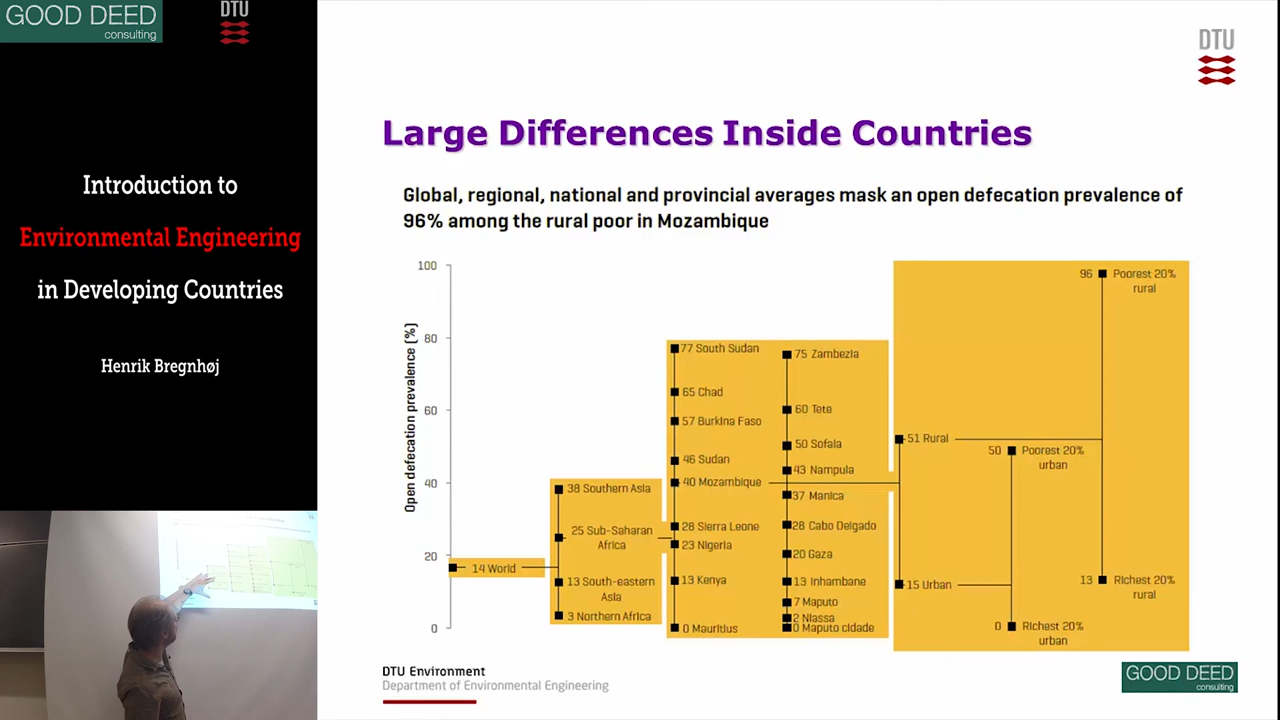 GOOD DEED
consulting
DTU
Introduction to
Environmental Engineering
in Developing Countries
Henrik Bregnhøj
DTU
Large Differences Inside Countries
Global, regional, national and provincial averages mask an open defecation prevalence of
96% among the rural poor in Mozambique
Open defecation prevalence (%)
100
80
60
40
20
0
14 World
38 Southern Asia
25 Sub-Saharan
Africa
13 South-eastern
Asia
3 Northern Africa
77 South Sudan
65 Chad
57 Burkina Faso
46 Sudan
40 Mozambique
28 Sierra Leone
23 Nigeria
13 Kenya
0 Mauritius
75 Zambezia
60 Tete
50 Sofala
43 Nampula
37 Manica
28 Cabo Delgado
20 Gaza
13 Inhambane
7 Maputo
2 Niassa
0 Maputo cidade
51 Rural
15 Urban
50 Poorest 20%
urban
0 Richest 20%
urban
96 Poorest 20%
rural
13 Richest 20%
rural
DTU Environment
Department of Environmental Engineering
GOOD DEED
consulting